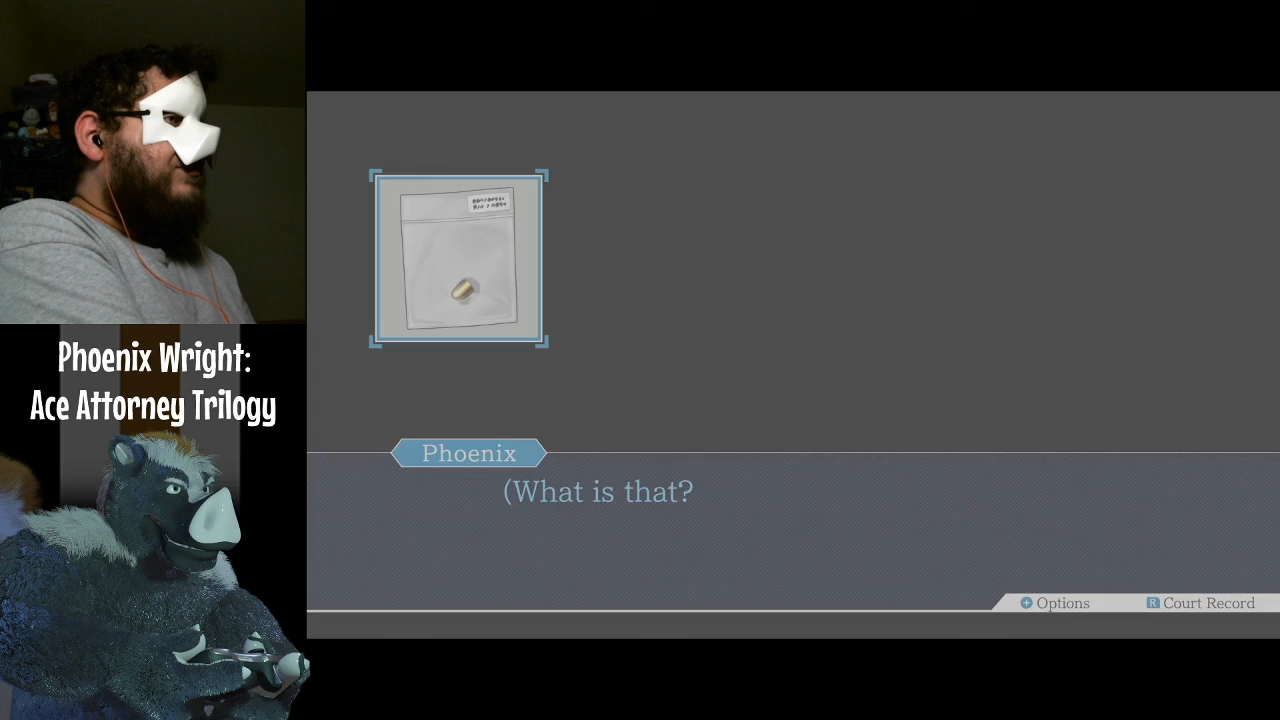 Phoenix Wright:
Ace Attorney Trilogy
Phoenix
(What is that?
+ Options
R Court Record